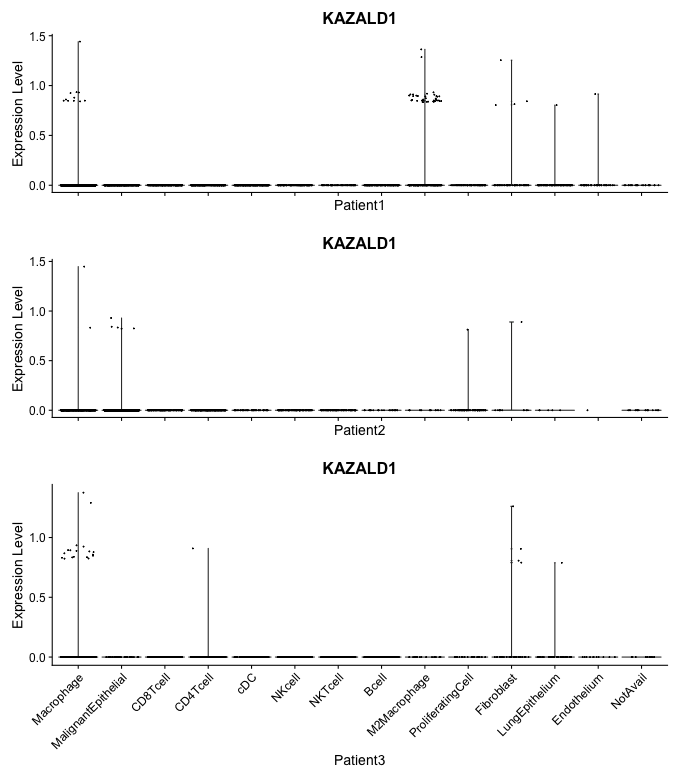 KAZALD1
Expression Level
1.5
1.0
0.5
0.0
Patient1
KAZALD1
Expression Level
1.5
1.0
0.5
0.0
Patient2
KAZALD1
Expression Level
1.0
0.5
0.0
Macrophage
MalignantEpithelial
CD8Tcell
CD4Tcell
cDC
NKcell
NKTcell
Bcell
M2Macrophage
ProliferatingCell
Fibroblast
LungEpithelium
Endothelium
NotAvail
Patient3